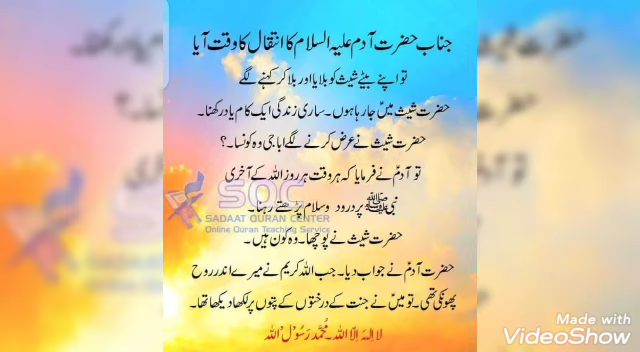 جناب حضرت آدم علیہ السلام کا انتقال کا وقت آیا
تو اپنے بیٹے شیث کو بلایا اور بلا کر کہنے لگے
حضرت شیث میں جا رہا ہوں۔ ساری زندگی ایک کام یاد رکھنا۔
حضرت شیث نے عرض کرنے لگے ابا جی وہ کونسا۔؟
تو آدمؑ نے فرمایا کہ ہر وقت ہر روز اللہ کے آخری
نبی ﷺ پر درود وسلام پڑھتے رہنا۔
SOC
SADAAT QURAN CENTER
Online Quran Teaching Service
حضرت شیث نے پوچھا۔ وہ کون ہیں۔
حضرت آدمؑ نے جواب دیا۔ جب اللہ کریم نے میرے اندر روح
پھونکی تھی۔ تو میں نے جنت کے درختوں کے پتوں پر لکھا دیکھا تھا۔
لا الہ الا اللہ۔ محمد رسول اللہ
Made with
VideoShow